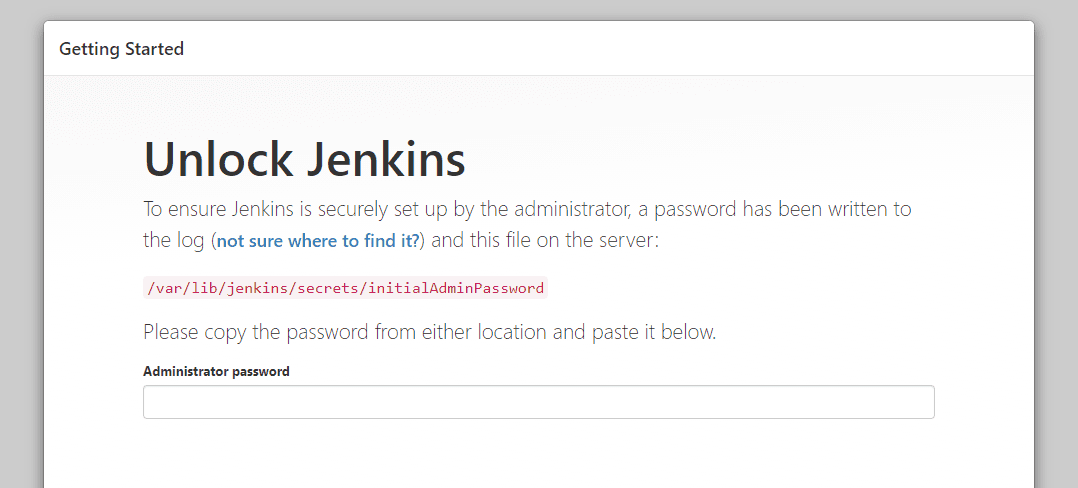 Getting Started
Unlock Jenkins
To ensure Jenkins is securely set up by the administrator, a password has been written to
the log (not sure where to find it?) and this file on the server:
/var/lib/jenkins/secrets/initialAdminPassword
Please copy the password from either location and paste it below.
Administrator password